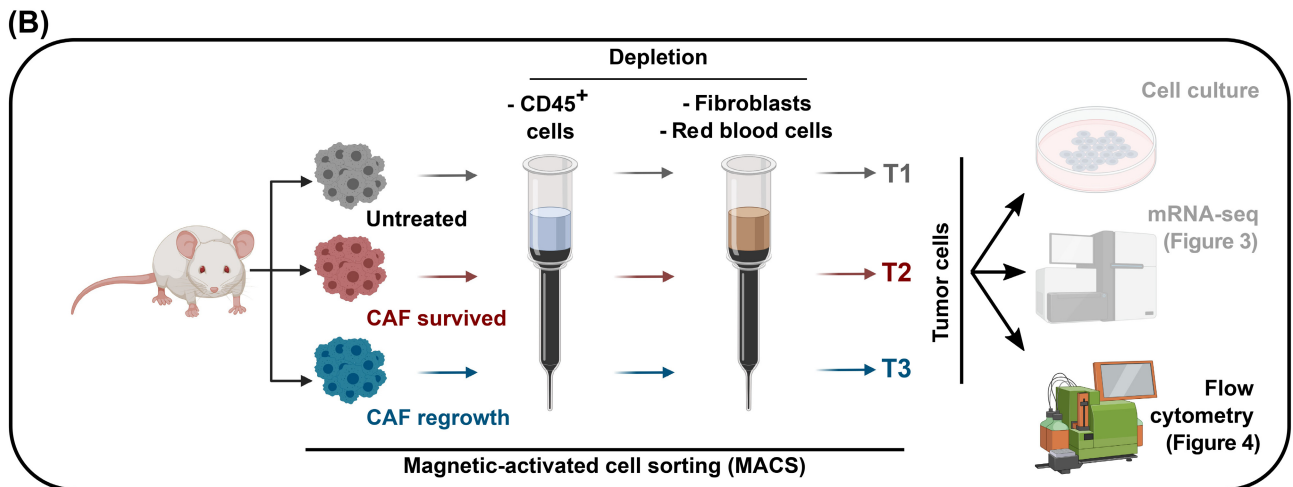 (B)
Depletion
- CD45+
cells
- Fibroblasts
- Red blood cells
Cell culture
Untreated
T1
mRNA-seq
(Figure 3)
CAF survived
T2
Tumor cells
CAF regrowth
T3
Flow
cytometry
(Figure 4)
Magnetic-activated cell sorting (MACS)